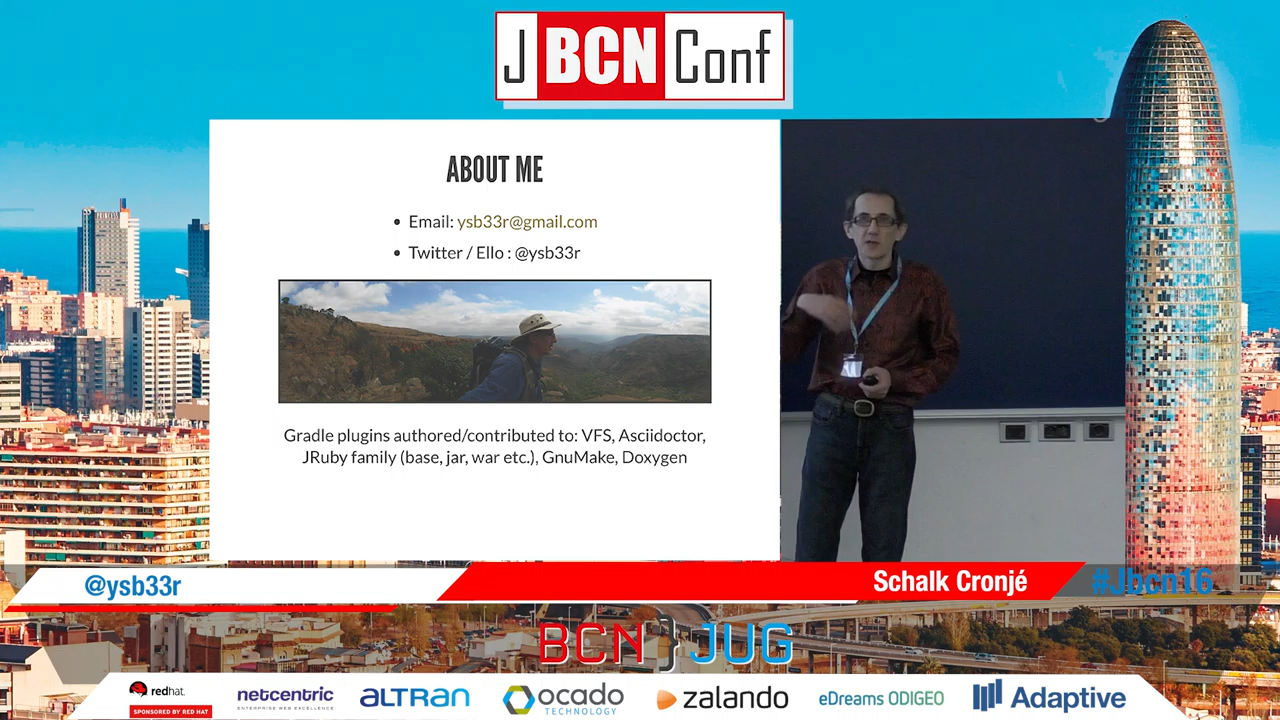 J BCN Conf
ABOUT ME
• Email: ysb33r@gmail.com
• Twitter / Ello : @ysb33r
Gradle plugins authored/contributed to: VFS, Asciidoctor,
JRuby family (base, jar, war etc.), GnuMake, Doxygen
@ysb33r
Schalk Cronjé
#Jbcn16
BCN JUG
redhat.
SPONSORED BY RED HAT
netcentric
ENTERPRISE WEB EXCELLENCE
ALTRAN
ocado
TECHNOLOGY
zalando
eDreams ODIGEO
Adaptive